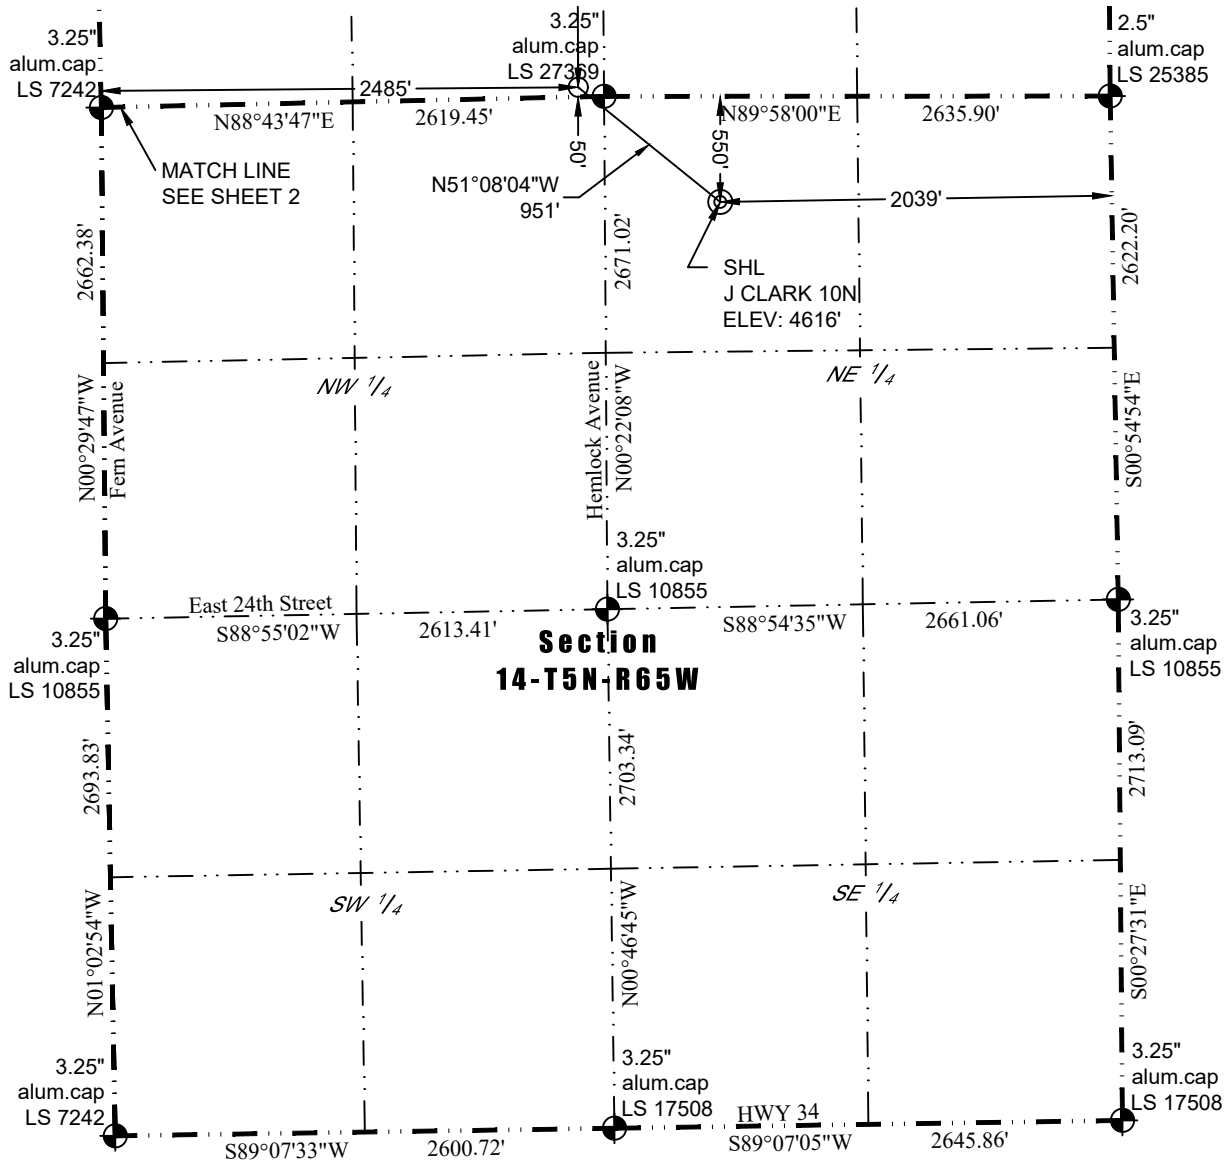 3.25"
alum.cap
LS 7242
3.25"
alum.cap
LS 27369
2.5"
alum.cap
LS 25385
2485'
N88°43'47"E
2619.45'
N89°58'00"E
2635.90'
50'
550'
MATCH LINE
SEE SHEET 2
N51°08'04"W
951'
2039'
SHL
J CLARK 10N
ELEV: 4616'
2662.38'
2671.02'
2622.20'
NW 1/4
NE 1/4
N00°29'47"W
Fern Avenue
Hemlock Avenue
N00°22'08"W
S00°54'54"E
3.25"
alum.cap
LS 10855
East 24th Street
S88°55'02"W
2613.41'
S88°54'35"W
2661.06'
3.25"
alum.cap
LS 10855
Section
14-T5N-R65W
3.25"
alum.cap
LS 10855
2693.83'
2703.34'
2713.09'
SW 1/4
SE 1/4
N01°02'54"W
N00°46'45"W
S00°27'31"E
3.25"
alum.cap
LS 7242
3.25"
alum.cap
LS 17508
3.25"
alum.cap
LS 17508
HWY 34
S89°07'33"W
2600.72'
S89°07'05"W
2645.86'